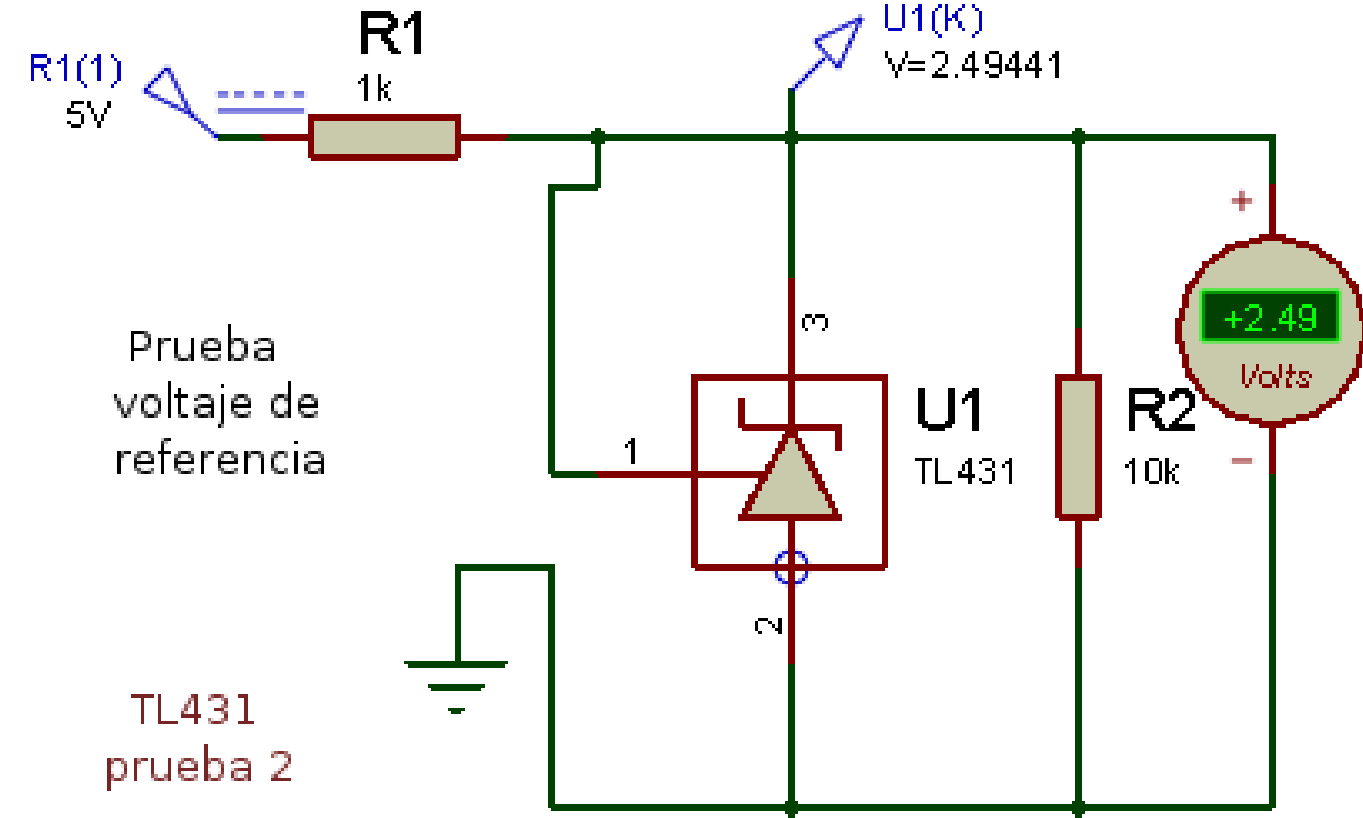 R1(1)
5V
R1
1k
U1(K)
V=2.49441
+
+2.49
Volts
−
3
1
2
U1
TL431
R2
10k
Prueba
voltaje de
referencia
TL431
prueba 2